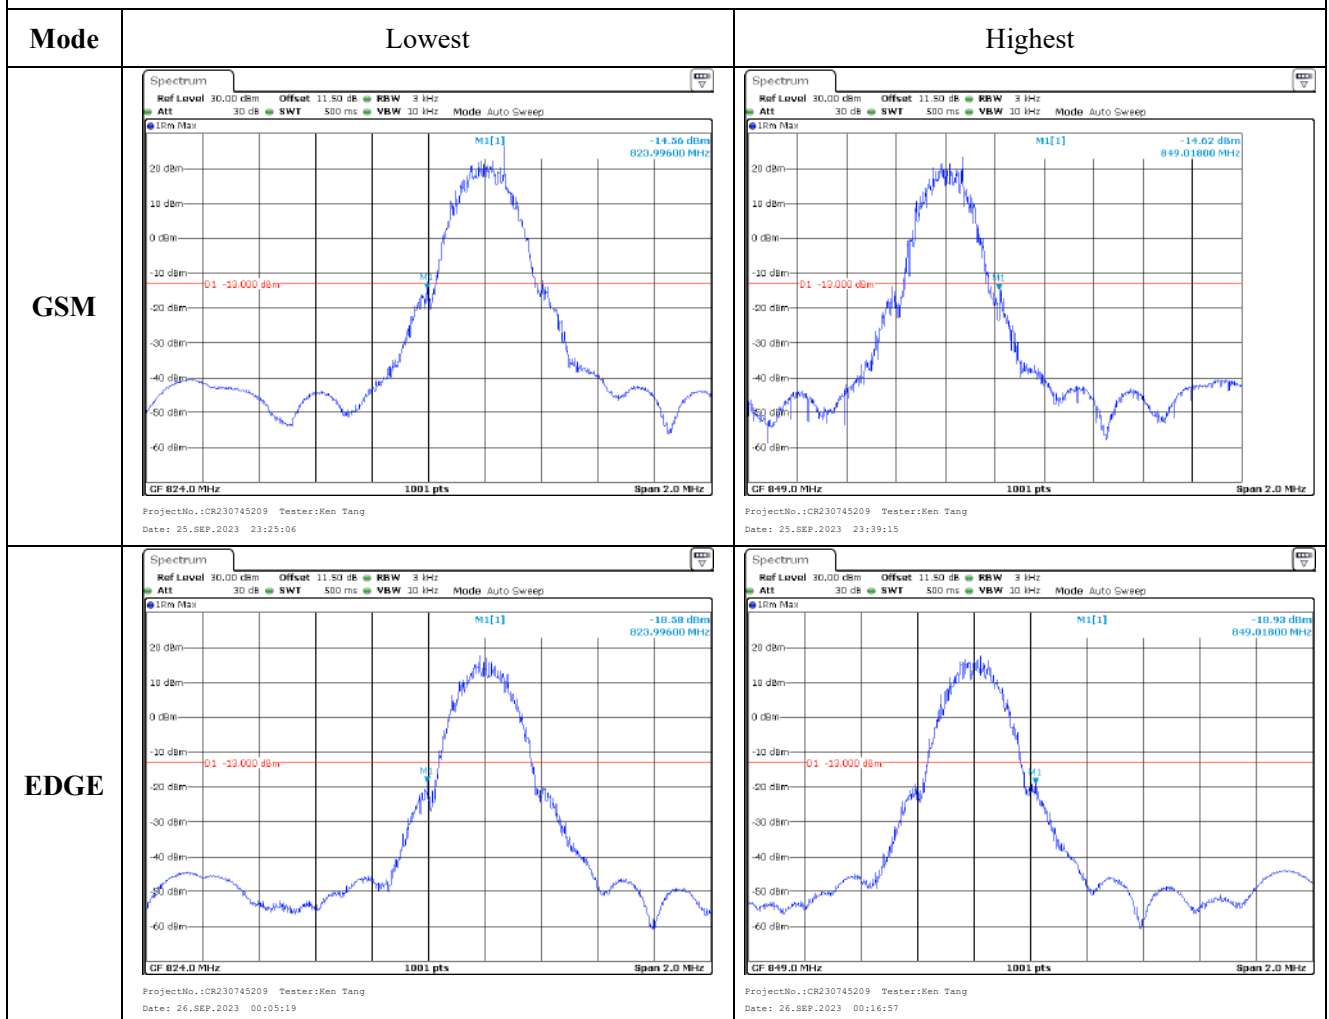 Mode Lowest Highest
GSM
Spectrum
Ref Level 30.00 dBm Offset 11.50 dB RBW 3 kHz
Att 30 dB SWT 500 ms VBW 10 kHz Mode Auto Sweep
1Rm Max
M1[1] -14.56 dBm
823.99600 MHz
20 dBm
10 dBm
0 dBm
-10 dBm
M1
D1 -13.000 dBm
-20 dBm
-30 dBm
-40 dBm
-50 dBm
-60 dBm
CF 824.0 MHz 1001 pts Span 2.0 MHz
ProjectNo.:CR230745209 Tester:Ken Tang
Date: 25.SEP.2023 23:25:06
Spectrum
Ref Level 30.00 dBm Offset 11.50 dB RBW 3 kHz
Att 30 dB SWT 500 ms VBW 10 kHz Mode Auto Sweep
1Rm Max
M1[1] -14.62 dBm
849.01800 MHz
20 dBm
10 dBm
0 dBm
-10 dBm
M1
D1 -13.000 dBm
-20 dBm
-30 dBm
-40 dBm
-50 dBm
-60 dBm
CF 849.0 MHz 1001 pts Span 2.0 MHz
ProjectNo.:CR230745209 Tester:Ken Tang
Date: 25.SEP.2023 23:39:15
EDGE
Spectrum
Ref Level 30.00 dBm Offset 11.50 dB RBW 3 kHz
Att 30 dB SWT 500 ms VBW 10 kHz Mode Auto Sweep
1Rm Max
M1[1] -18.58 dBm
823.99600 MHz
20 dBm
10 dBm
0 dBm
-10 dBm
D1 -13.000 dBm
M1
-20 dBm
-30 dBm
-40 dBm
-50 dBm
-60 dBm
CF 824.0 MHz 1001 pts Span 2.0 MHz
ProjectNo.:CR230745209 Tester:Ken Tang
Date: 26.SEP.2023 00:05:19
Spectrum
Ref Level 30.00 dBm Offset 11.50 dB RBW 3 kHz
Att 30 dB SWT 500 ms VBW 10 kHz Mode Auto Sweep
1Rm Max
M1[1] -18.93 dBm
849.01800 MHz
20 dBm
10 dBm
0 dBm
-10 dBm
D1 -13.000 dBm
M1
-20 dBm
-30 dBm
-40 dBm
-50 dBm
-60 dBm
CF 849.0 MHz 1001 pts Span 2.0 MHz
ProjectNo.:CR230745209 Tester:Ken Tang
Date: 26.SEP.2023 00:16:57